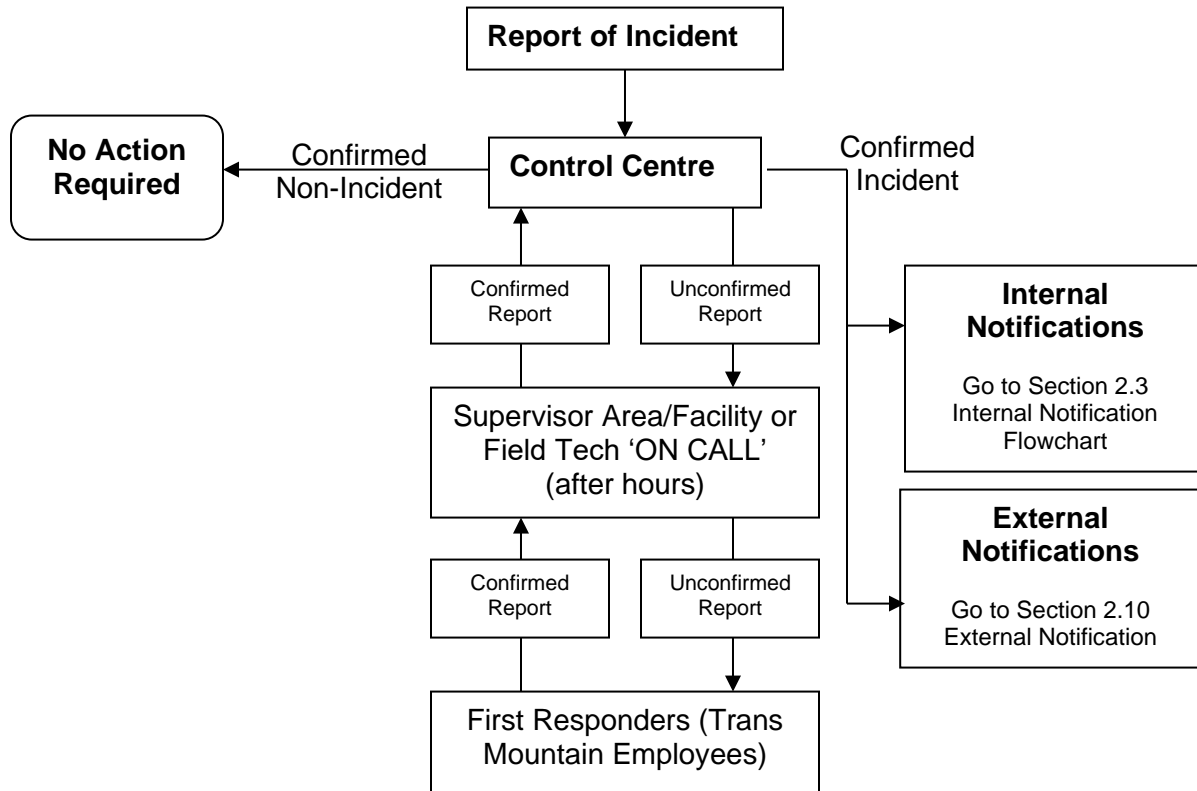 Report of Incident
No Action
Required
Confirmed
Non-Incident
Control Centre
Confirmed
Incident
Confirmed
Report
Unconfirmed
Report
Internal
Notifications
Go to Section 2.3
Internal Notification
Flowchart
Supervisor Area/Facility or
Field Tech ‘ON CALL’
(after hours)
External
Notifications
Go to Section 2.10
External Notification
Confirmed
Report
Unconfirmed
Report
First Responders (Trans
Mountain Employees)